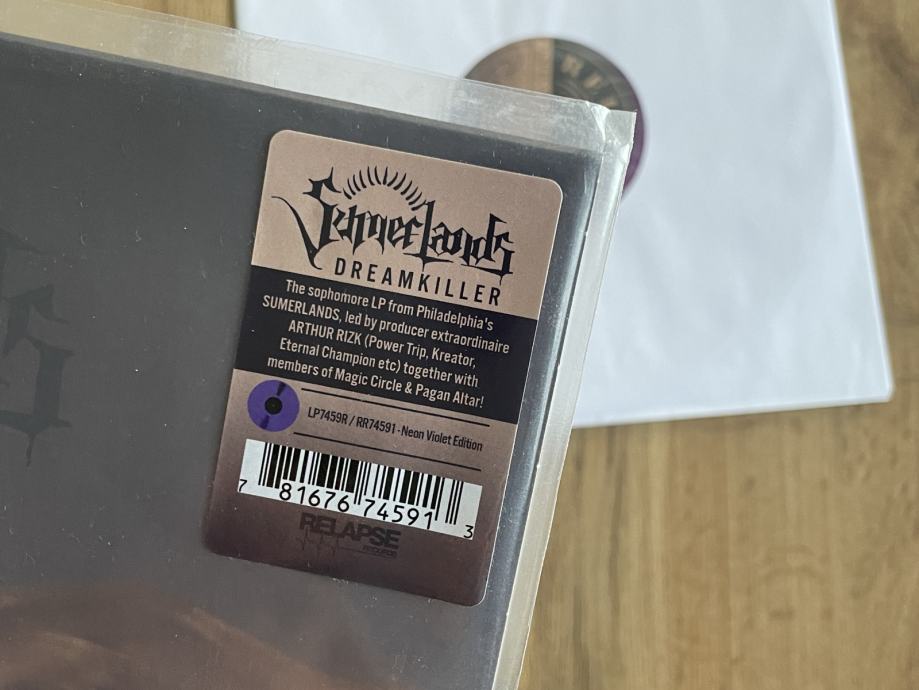 Sumerlands
DREAMKILLER
The sophomore LP from Philadelphia's
SUMERLANDS, led by producer extraordinaire
ARTHUR RIZK (Power Trip, Kreator,
Eternal Champion etc) together with
members of Magic Circle & Pagan Altar!
LP7459R / RR74591 - Neon Violet Edition
7 81676 74591 3
RELAPSE
RECORDS